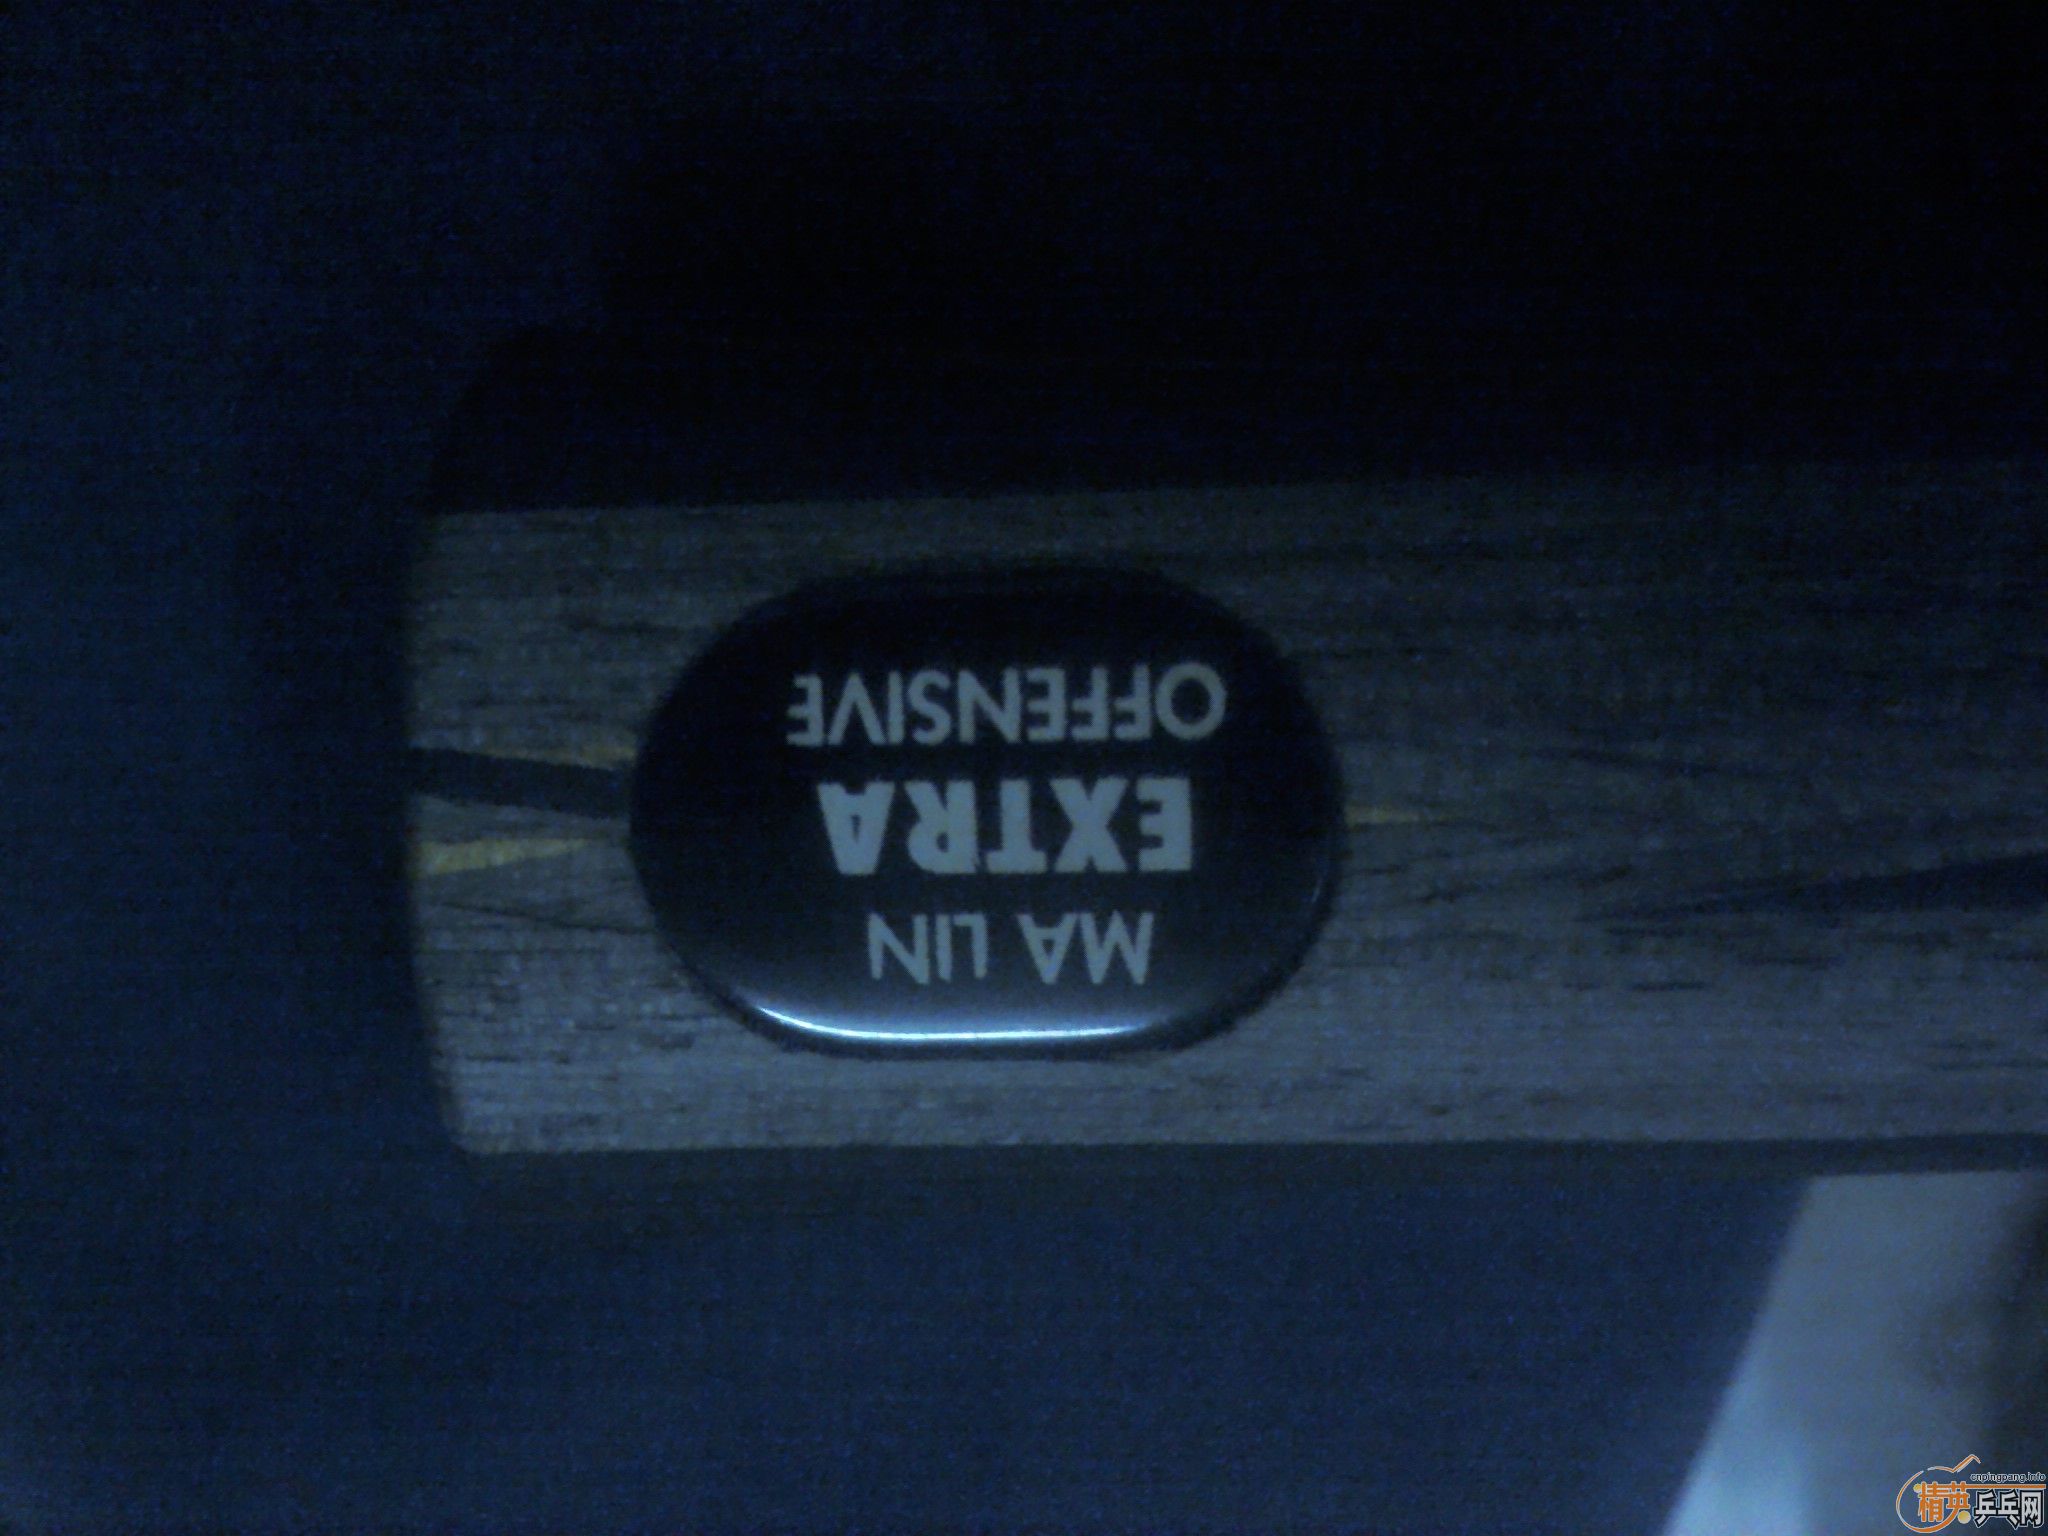 MA LIN
EXTRA
OFFENSIVE
cnpingpang.info
精英乒乓网